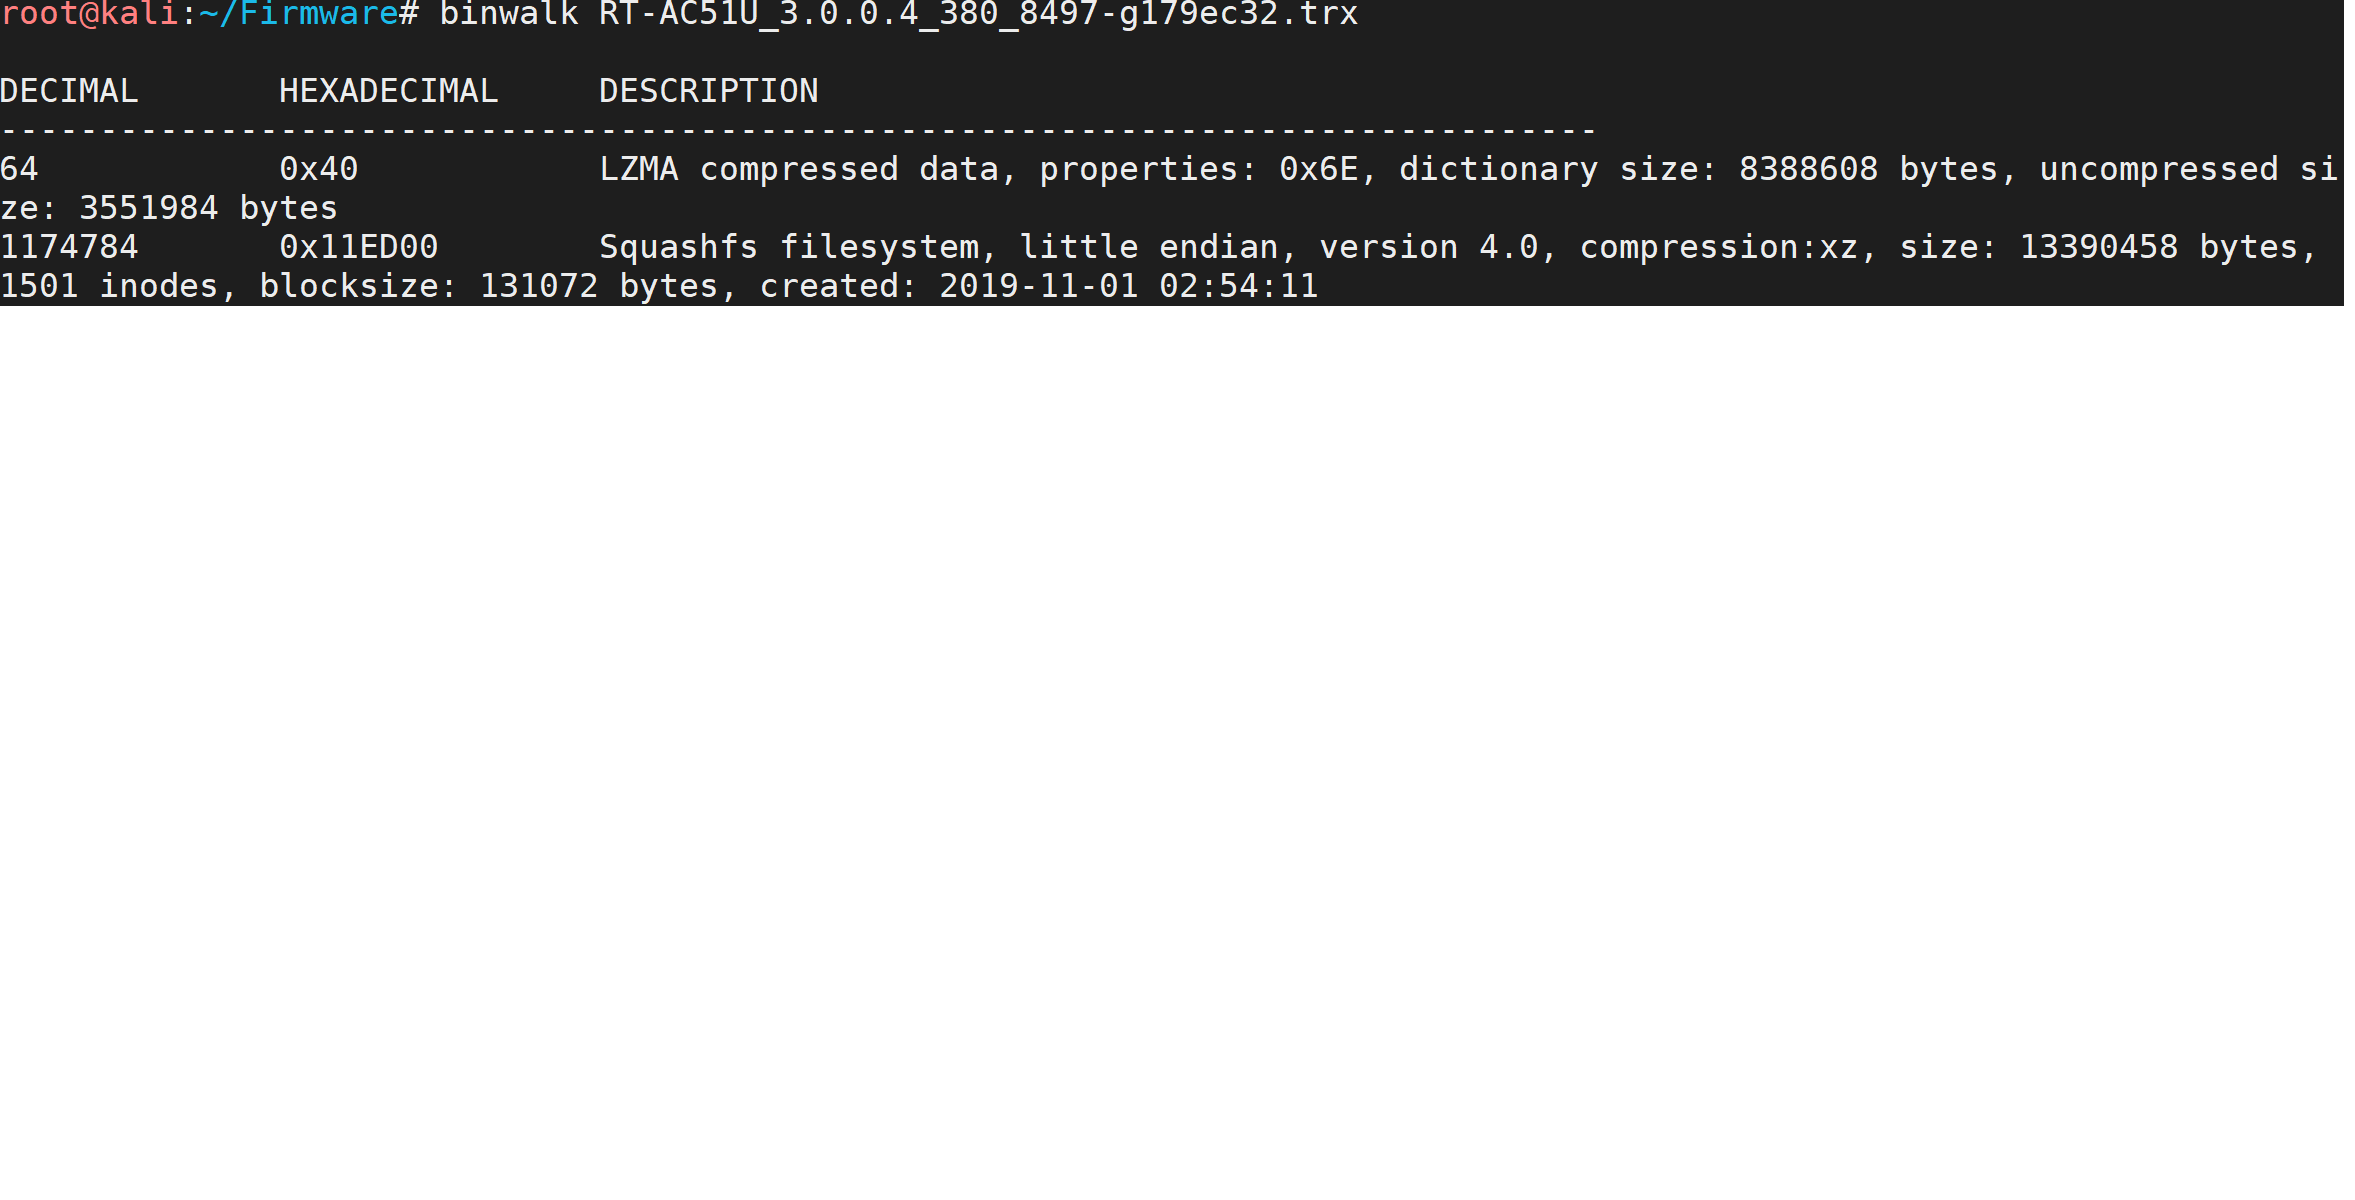 root@kali:~/Firmware# binwalk RT-AC51U_3.0.0.4_380_8497-g179ec32.trx
DECIMAL       HEXADECIMAL     DESCRIPTION
--------------------------------------------------------------------------------
64            0x40            LZMA compressed data, properties: 0x6E, dictionary size: 8388608 bytes, uncompressed si
ze: 3551984 bytes
1174784       0x11ED00        Squashfs filesystem, little endian, version 4.0, compression:xz, size: 13390458 bytes,
1501 inodes, blocksize: 131072 bytes, created: 2019-11-01 02:54:11